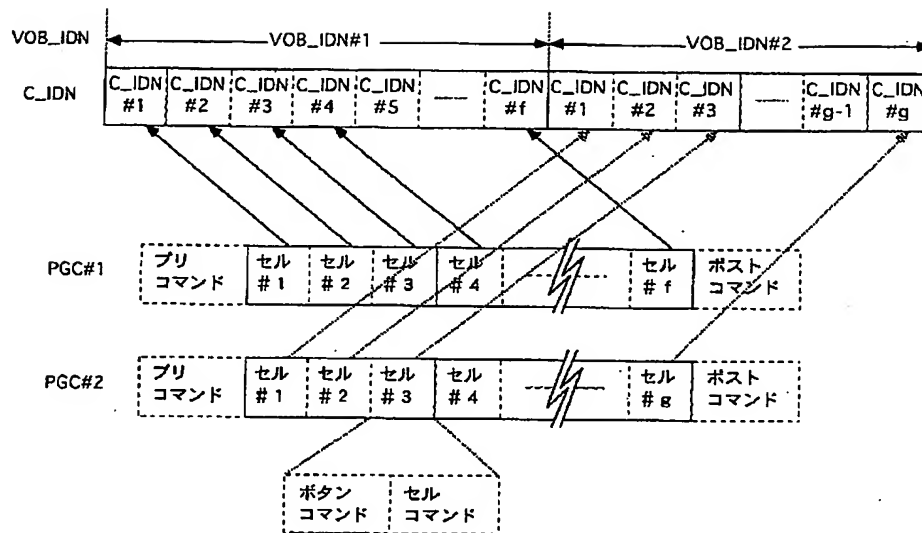 VOB_IDN VOB_IDN#1 VOB_IDN#2
C_IDN C_IDN C_IDN C_IDN C_IDN C_IDN C_IDN C_IDN C_IDN C_IDN C_IDN C_IDN
#1 #2 #3 #4 #5 #f #1 #2 #3 #g-1 #g
PGC#1 プリ セル セル セル セル セル ポスト
コマンド #1 #2 #3 #4 #f コマンド
PGC#2 プリ セル セル セル セル セル ポスト
コマンド #1 #2 #3 #4 #g コマンド
ボタン セル
コマンド コマンド